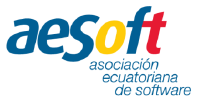 aesoft
asociación
ecuatoriana
de software